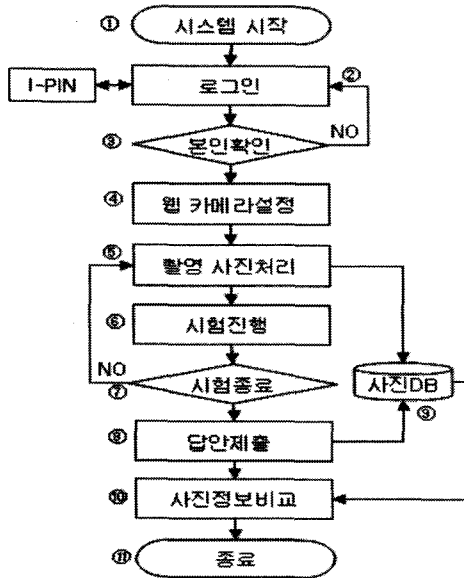 ① 시스템 시작
I-PIN
로그인
②
③ 본인확인
NO
④ 웹 카메라설정
⑤ 촬영 사진처리
⑥ 시험진행
NO
⑦ 시험종료
사진DB
⑨
⑧ 답안제출
⑩ 사진정보비교
⑪ 종료